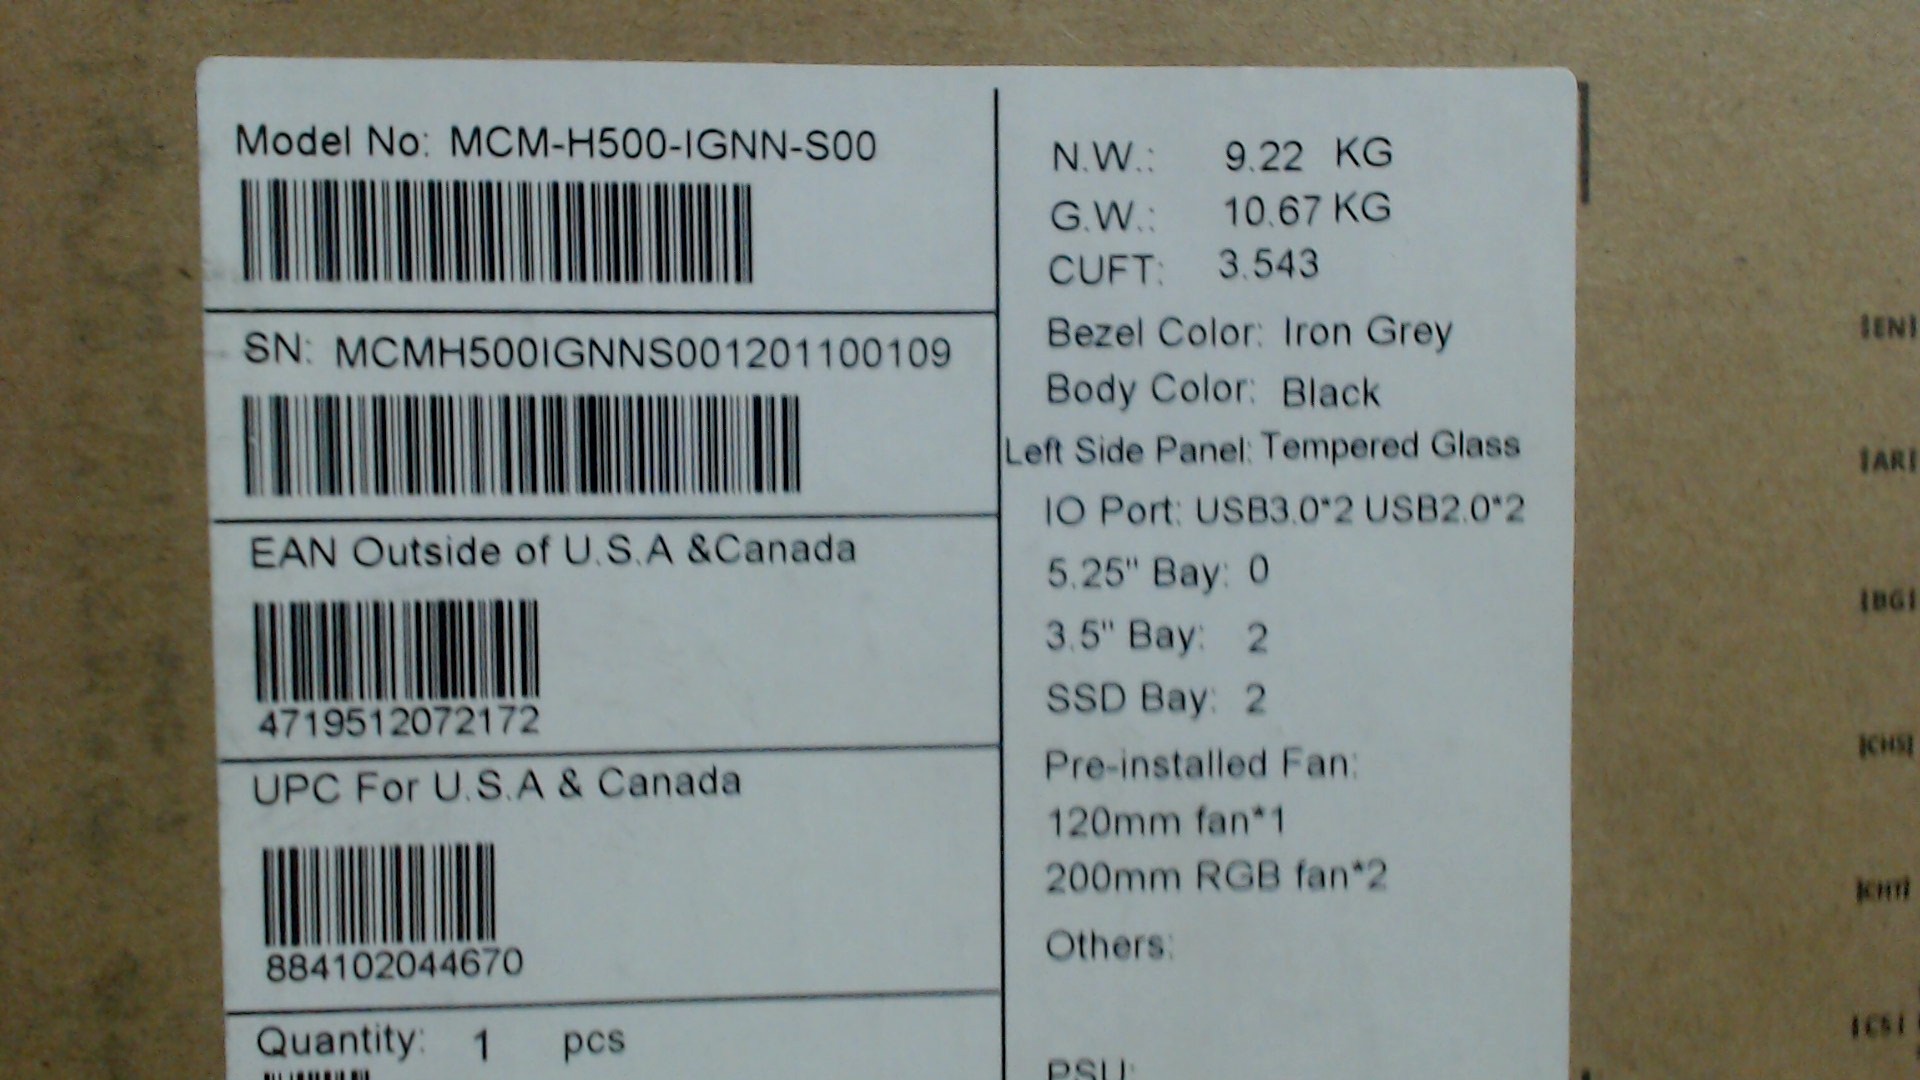 Model No: MCM-H500-IGNN-S00
SN: MCMH500IGNNS001201100109
EAN Outside of U.S.A &Canada
4719512072172
UPC For U.S.A & Canada
884102044670
Quantity: 1 pcs
N.W.: 9.22 KG
G.W.: 10.67 KG
CUFT: 3.543
Bezel Color: Iron Grey
Body Color: Black
Left Side Panel: Tempered Glass
IO Port: USB3.0*2 USB2.0*2
5.25" Bay: 0
3.5" Bay: 2
SSD Bay: 2
Pre-installed Fan:
120mm fan*1
200mm RGB fan*2
Others:
PSU:
[EN]
[AR]
[BG]
[CHS]
[CHT]
[CS]